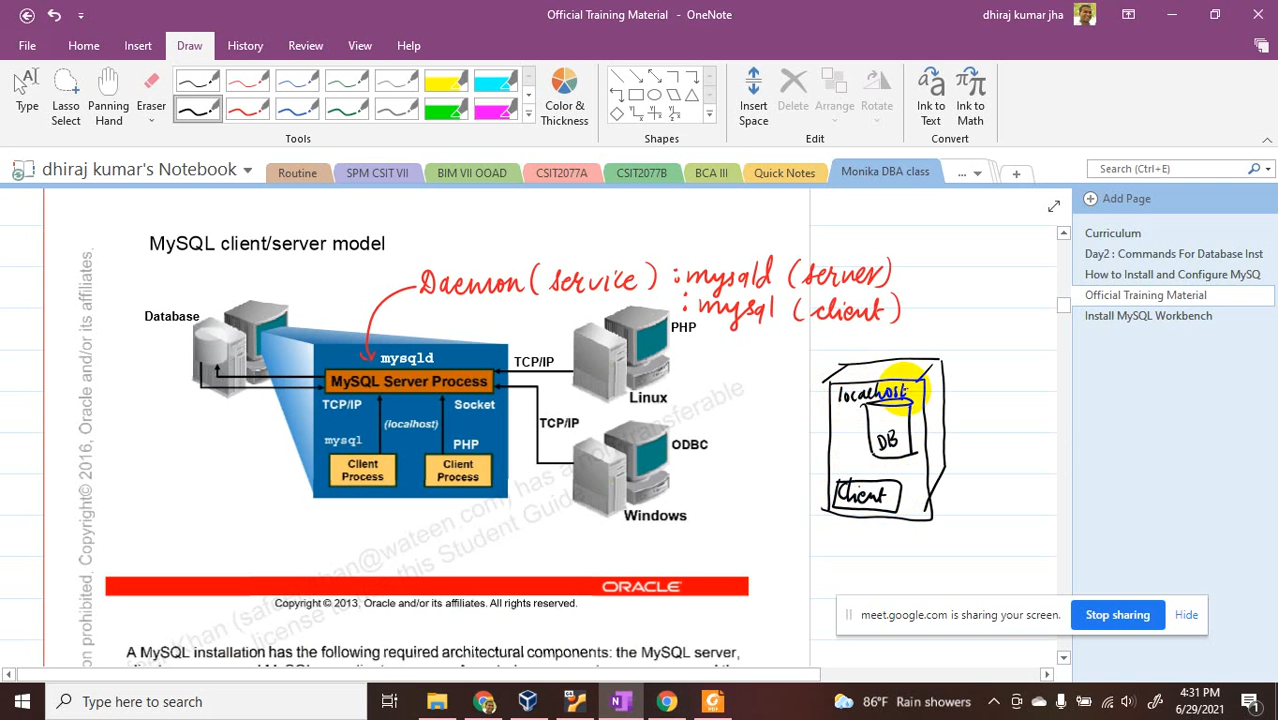 Official Training Material - OneNote
dhiraj kumar jha
File Home Insert Draw History Review View Help
Type
Lasso Select
Panning Hand
Eraser
Color & Thickness
Insert Space
Delete
Arrange
Rotate
Ink to Text
Ink to Math
Tools
Shapes
Edit
Convert
dhiraj kumar's Notebook
Routine
SPM CSIT VII
BIM VII OOAD
CSIT2077A
CSIT2077B
BCA III
Quick Notes
Monika DBA class
...
Search (Ctrl+E)
Add Page
Curriculum
Day2 : Commands For Database Inst
How to Install and Configure MySQ
Official Training Material
Install MySQL Workbench
MySQL client/server model
Daemon (service) : mysqld (server)
: mysql (client)
Database
PHP
mysqld
TCP/IP
MySQL Server Process
TCP/IP
Socket
Linux
(localhost)
TCP/IP
mysql
PHP
ODBC
Client Process
Client Process
Windows
localhost
DB
Client
ORACLE
Copyright © 2013, Oracle and/or its affiliates. All rights reserved.
on prohibited. Copyright© 2016, Oracle and/or its affiliates.
A MySQL installation has the following required architectural components: the MySQL server,
meet.google.com is sharing your screen.
Stop sharing
Hide
Type here to search
86°F Rain showers
4:31 PM
6/29/2021